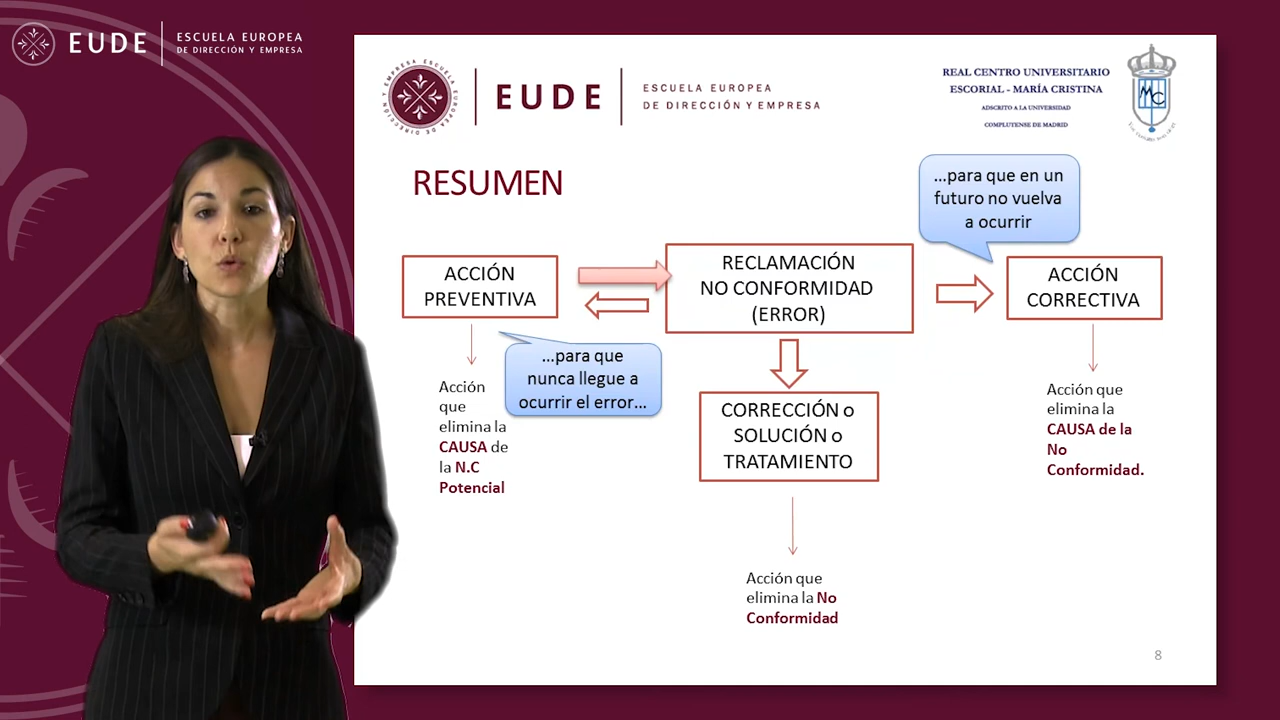 EUDE
ESCUELA EUROPEA
DE DIRECCIÓN Y EMPRESA
EUDE
ESCUELA EUROPEA
DE DIRECCIÓN Y EMPRESA
REAL CENTRO UNIVERSITARIO
ESCORIAL - MARÍA CRISTINA
ADSCRITO A LA UNIVERSIDAD
COMPLUTENSE DE MADRID
RESUMEN
...para que en un
futuro no vuelva
a ocurrir
ACCIÓN
PREVENTIVA
RECLAMACIÓN
NO CONFORMIDAD
(ERROR)
ACCIÓN
CORRECTIVA
...para que
nunca llegue a
ocurrir el error...
Acción
que
elimina la
CAUSA de
la N.C
Potencial
CORRECCIÓN o
SOLUCIÓN o
TRATAMIENTO
Acción que
elimina la
CAUSA de la
No
Conformidad.
Acción que
elimina la No
Conformidad
8